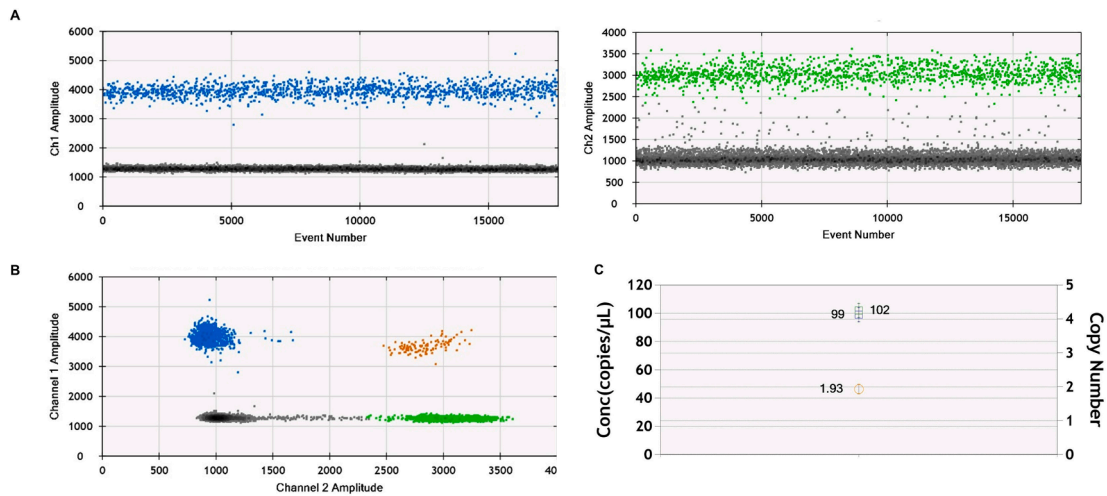 A
Ch1 Amplitude
6000
5000
4000
3000
2000
1000
0
0 5000 10000 15000
Event Number
Ch2 Amplitude
4000
3500
3000
2500
2000
1500
1000
500
0
0 5000 10000 15000
Event Number
B
Channel 1 Amplitude
6000
5000
4000
3000
2000
1000
0
0 500 1000 1500 2000 2500 3000 3500 40
Channel 2 Amplitude
C
Conc(copies/μL)
120
100
80
60
40
20
0
99 102
1.93
5
4
3
2
1
0
Copy Number